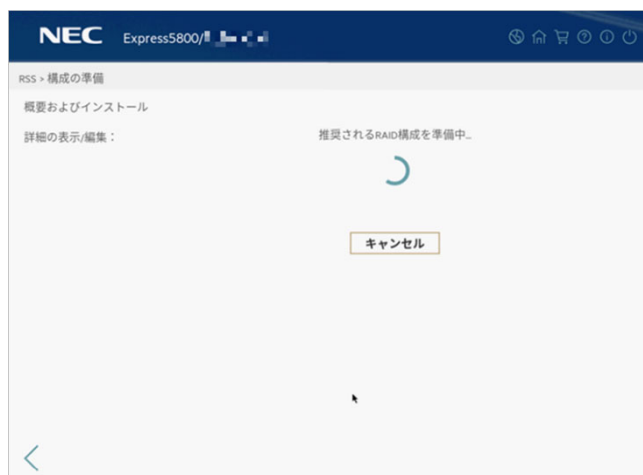 NEC Express5800/
RSS > 構成の準備
概要およびインストール
詳細の表示/編集：
推奨されるRAID構成を準備中...
キャンセル